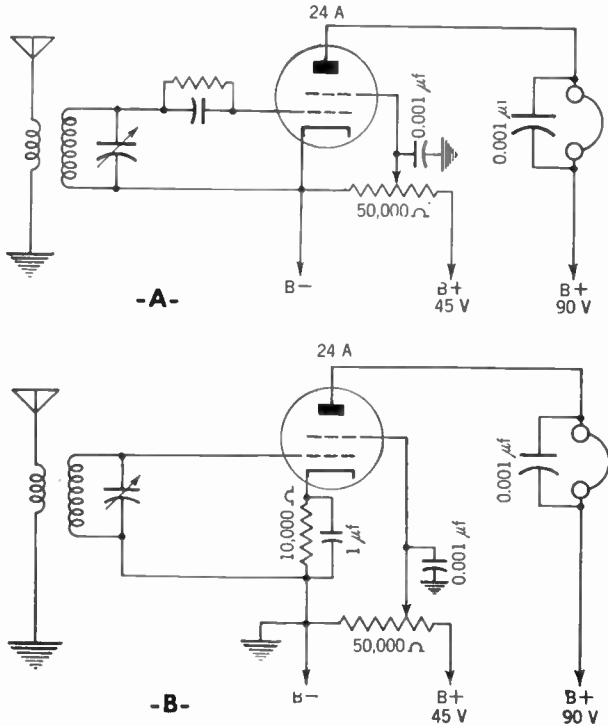 24 A
0.001 µf
0.001 µf
50,000 Ω
B−
B+
45 V
B+
90 V
-A-
24 A
10,000 Ω
1 µf
0.001 µf
0.001 µf
50,000 Ω
B−
B+
45 V
B+
90 V
-B-